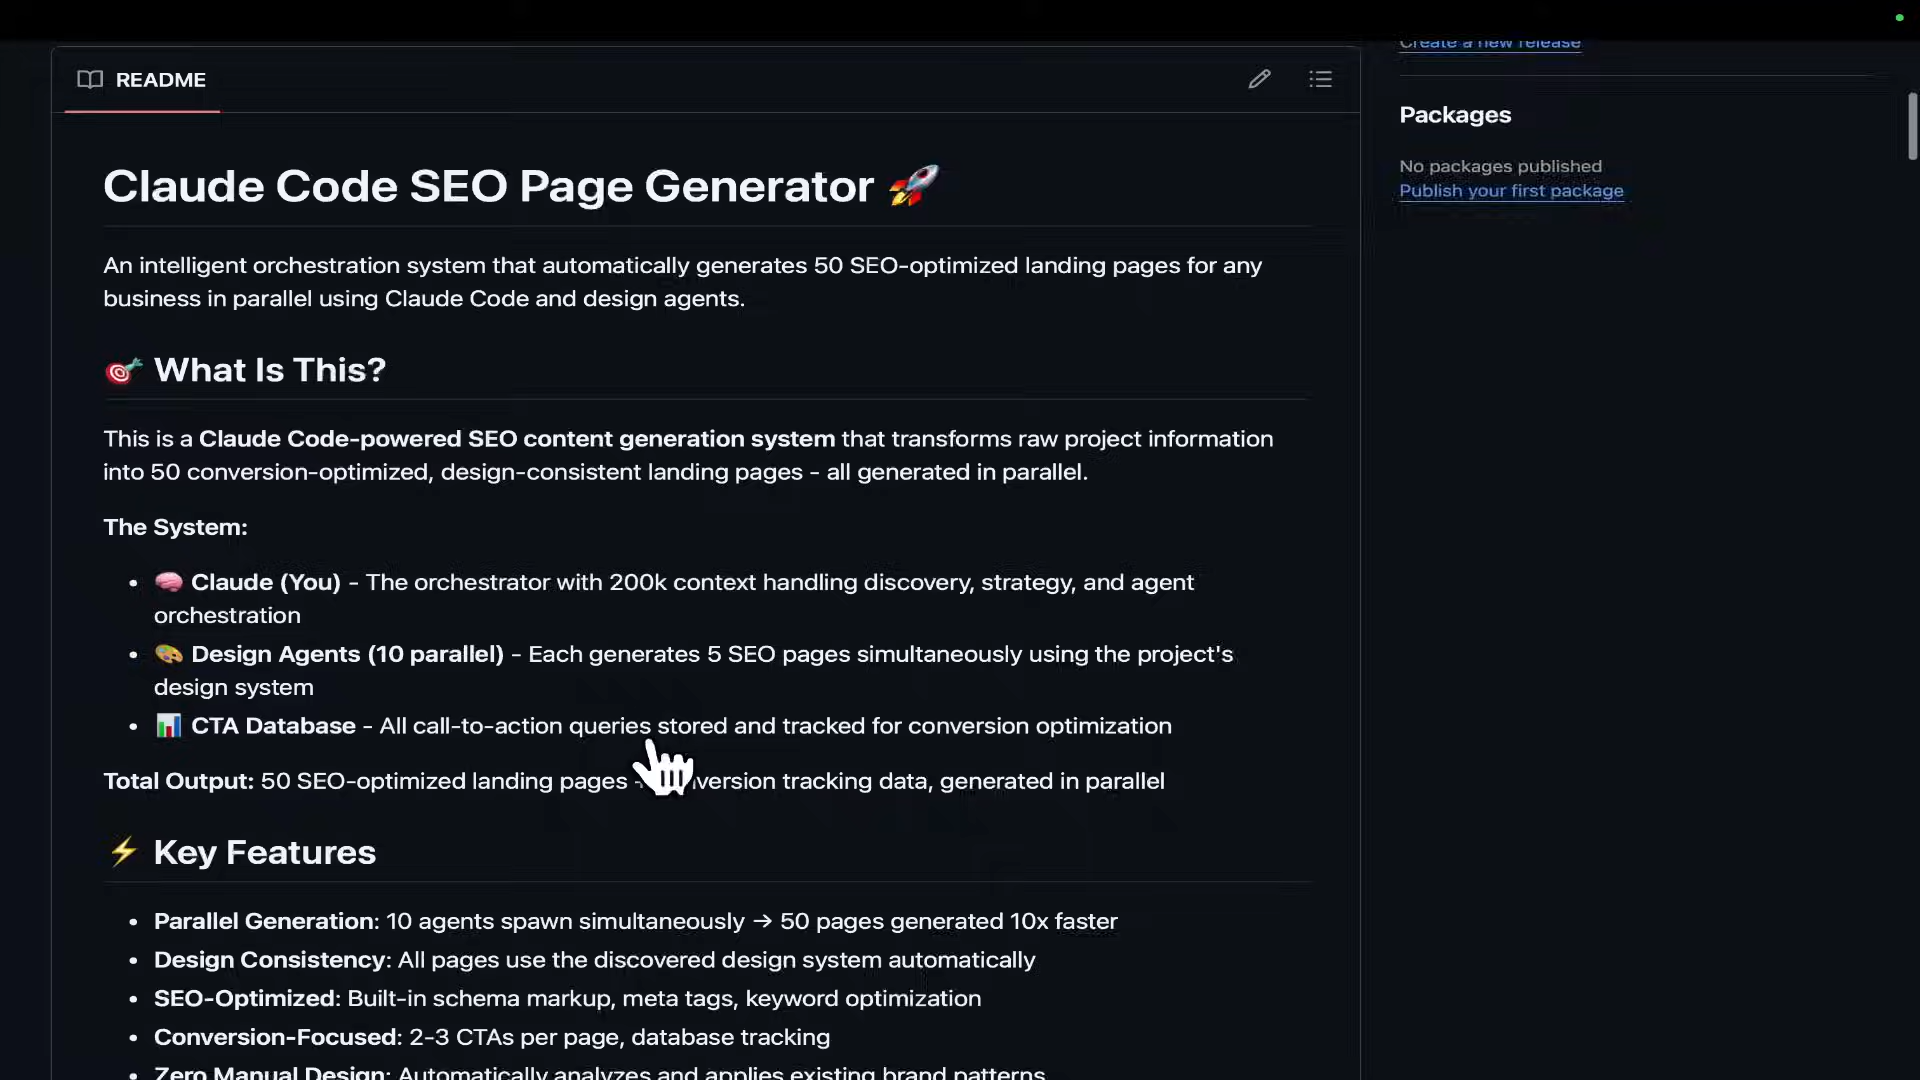 Create a new release
README
Packages
No packages published
Publish your first package
Claude Code SEO Page Generator 🚀
An intelligent orchestration system that automatically generates 50 SEO-optimized landing pages for any
business in parallel using Claude Code and design agents.
🎯 What Is This?
This is a Claude Code-powered SEO content generation system that transforms raw project information
into 50 conversion-optimized, design-consistent landing pages - all generated in parallel.
The System:
• 🧠 Claude (You) - The orchestrator with 200k context handling discovery, strategy, and agent
orchestration
• 🎨 Design Agents (10 parallel) - Each generates 5 SEO pages simultaneously using the project's
design system
• 📊 CTA Database - All call-to-action queries stored and tracked for conversion optimization
Total Output: 50 SEO-optimized landing pages version tracking data, generated in parallel
⚡ Key Features
• Parallel Generation: 10 agents spawn simultaneously → 50 pages generated 10x faster
• Design Consistency: All pages use the discovered design system automatically
• SEO-Optimized: Built-in schema markup, meta tags, keyword optimization
• Conversion-Focused: 2-3 CTAs per page, database tracking
• Zero Manual Design: Automatically analyzes and applies existing brand patterns